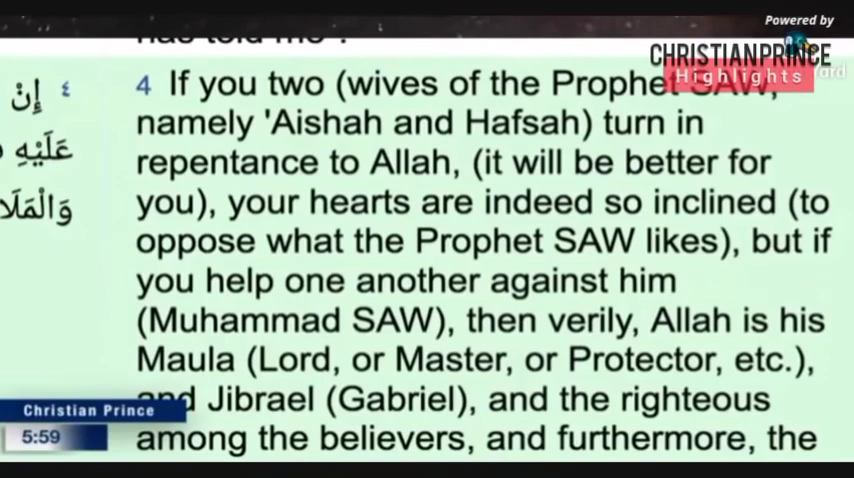 Powered by
CHRISTIANPRINCE
Highlights
٤ إِنْ
عَلَيْهِ
وَالْمَلَا
4 If you two (wives of the Prophet SAW,
namely 'Aishah and Hafsah) turn in
repentance to Allah, (it will be better for
you), your hearts are indeed so inclined (to
oppose what the Prophet SAW likes), but if
you help one another against him
(Muhammad SAW), then verily, Allah is his
Maula (Lord, or Master, or Protector, etc.),
and Jibrael (Gabriel), and the righteous
among the believers, and furthermore, the
Christian Prince
5:59